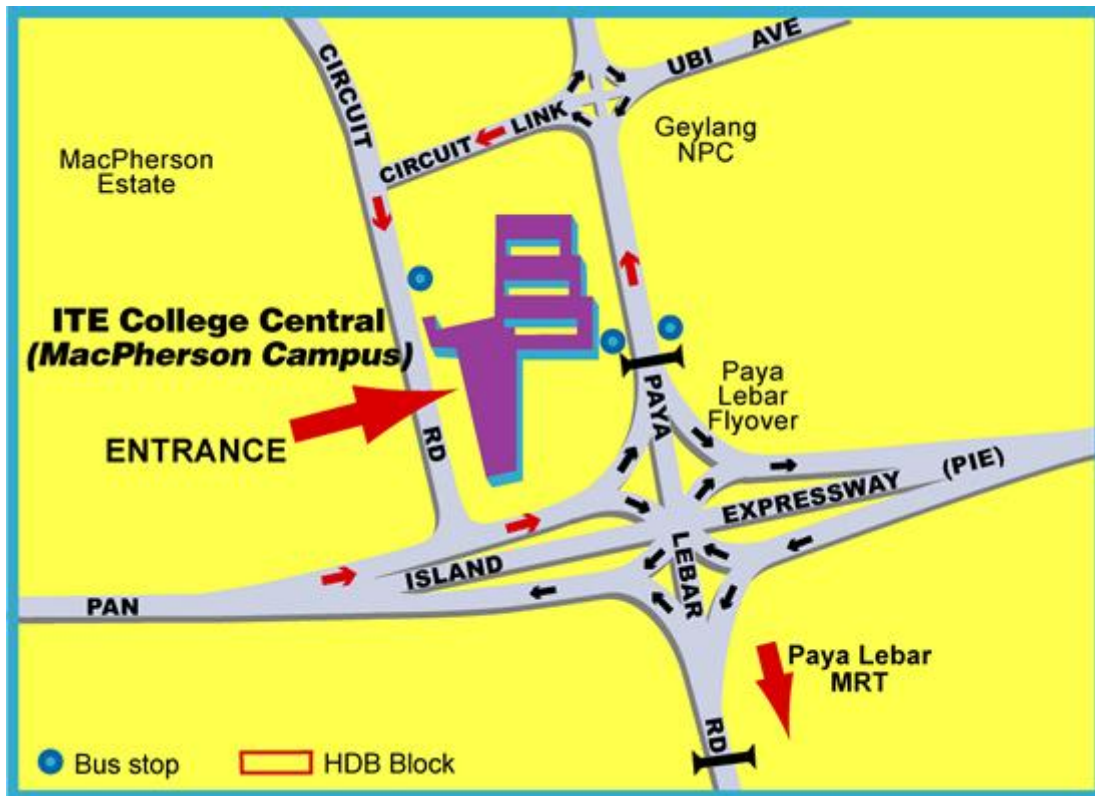 CIRCUIT
UBI AVE
CIRCUIT LINK
Geylang
NPC
MacPherson
Estate
ITE College Central
(MacPherson Campus)
ENTRANCE
RD
PAYA
Paya
Lebar
Flyover
PAN
ISLAND
EXPRESSWAY
(PIE)
LEBAR
RD
Paya Lebar
MRT
Bus stop
HDB Block